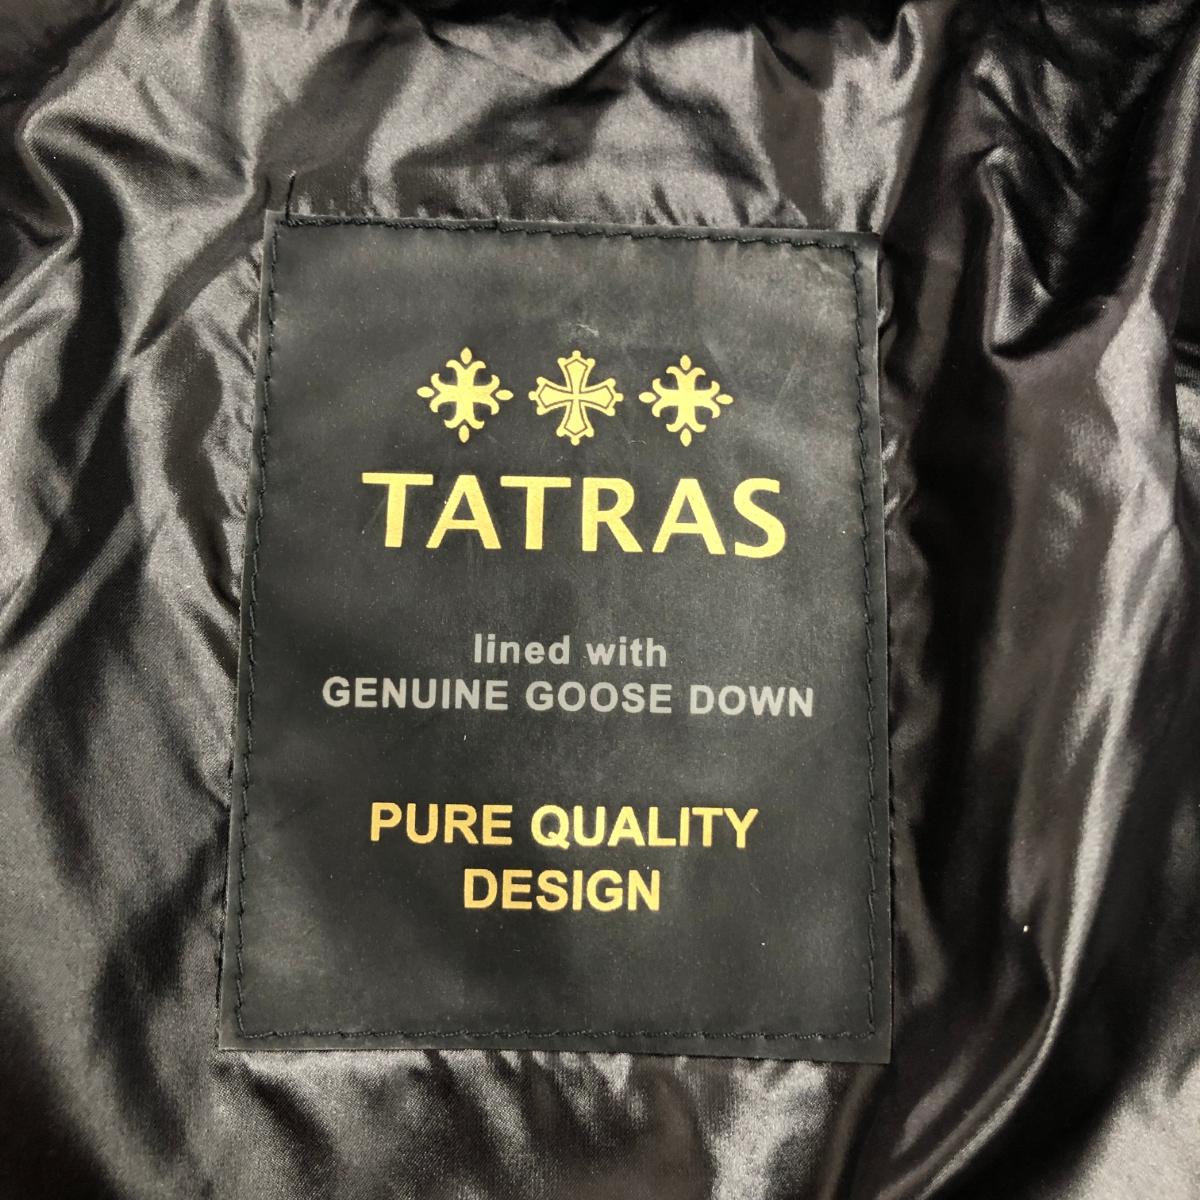 TATRAS
lined with
GENUINE GOOSE DOWN
PURE QUALITY
DESIGN